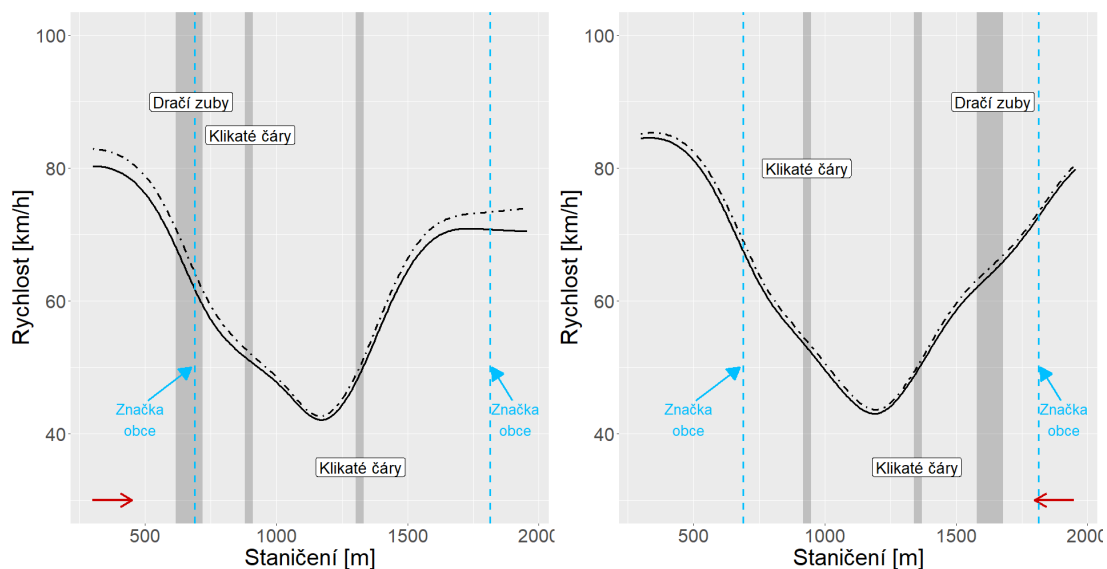 100
80
60
40
Rychlost [km/h]
Dračí zuby
Klikaté čáry
Značka
obce
Značka
obce
Klikaté čáry
500
1000
1500
2000
Staničení [m]
100
80
60
40
Rychlost [km/h]
Dračí zuby
Klikaté čáry
Značka
obce
Značka
obce
Klikaté čáry
500
1000
1500
2000
Staničení [m]